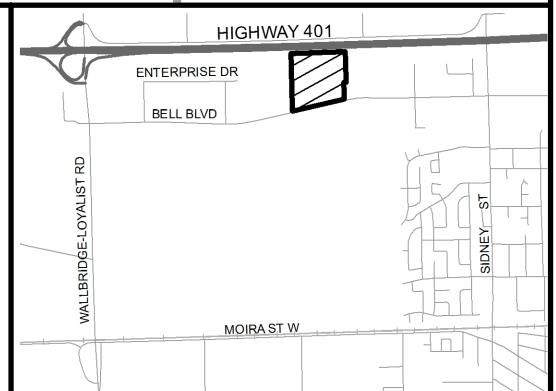 HIGHWAY 401
ENTERPRISE DR
BELL BLVD
WALLBRIDGE-LOYALIST RD
SIDNEY ST
MOIRA ST W